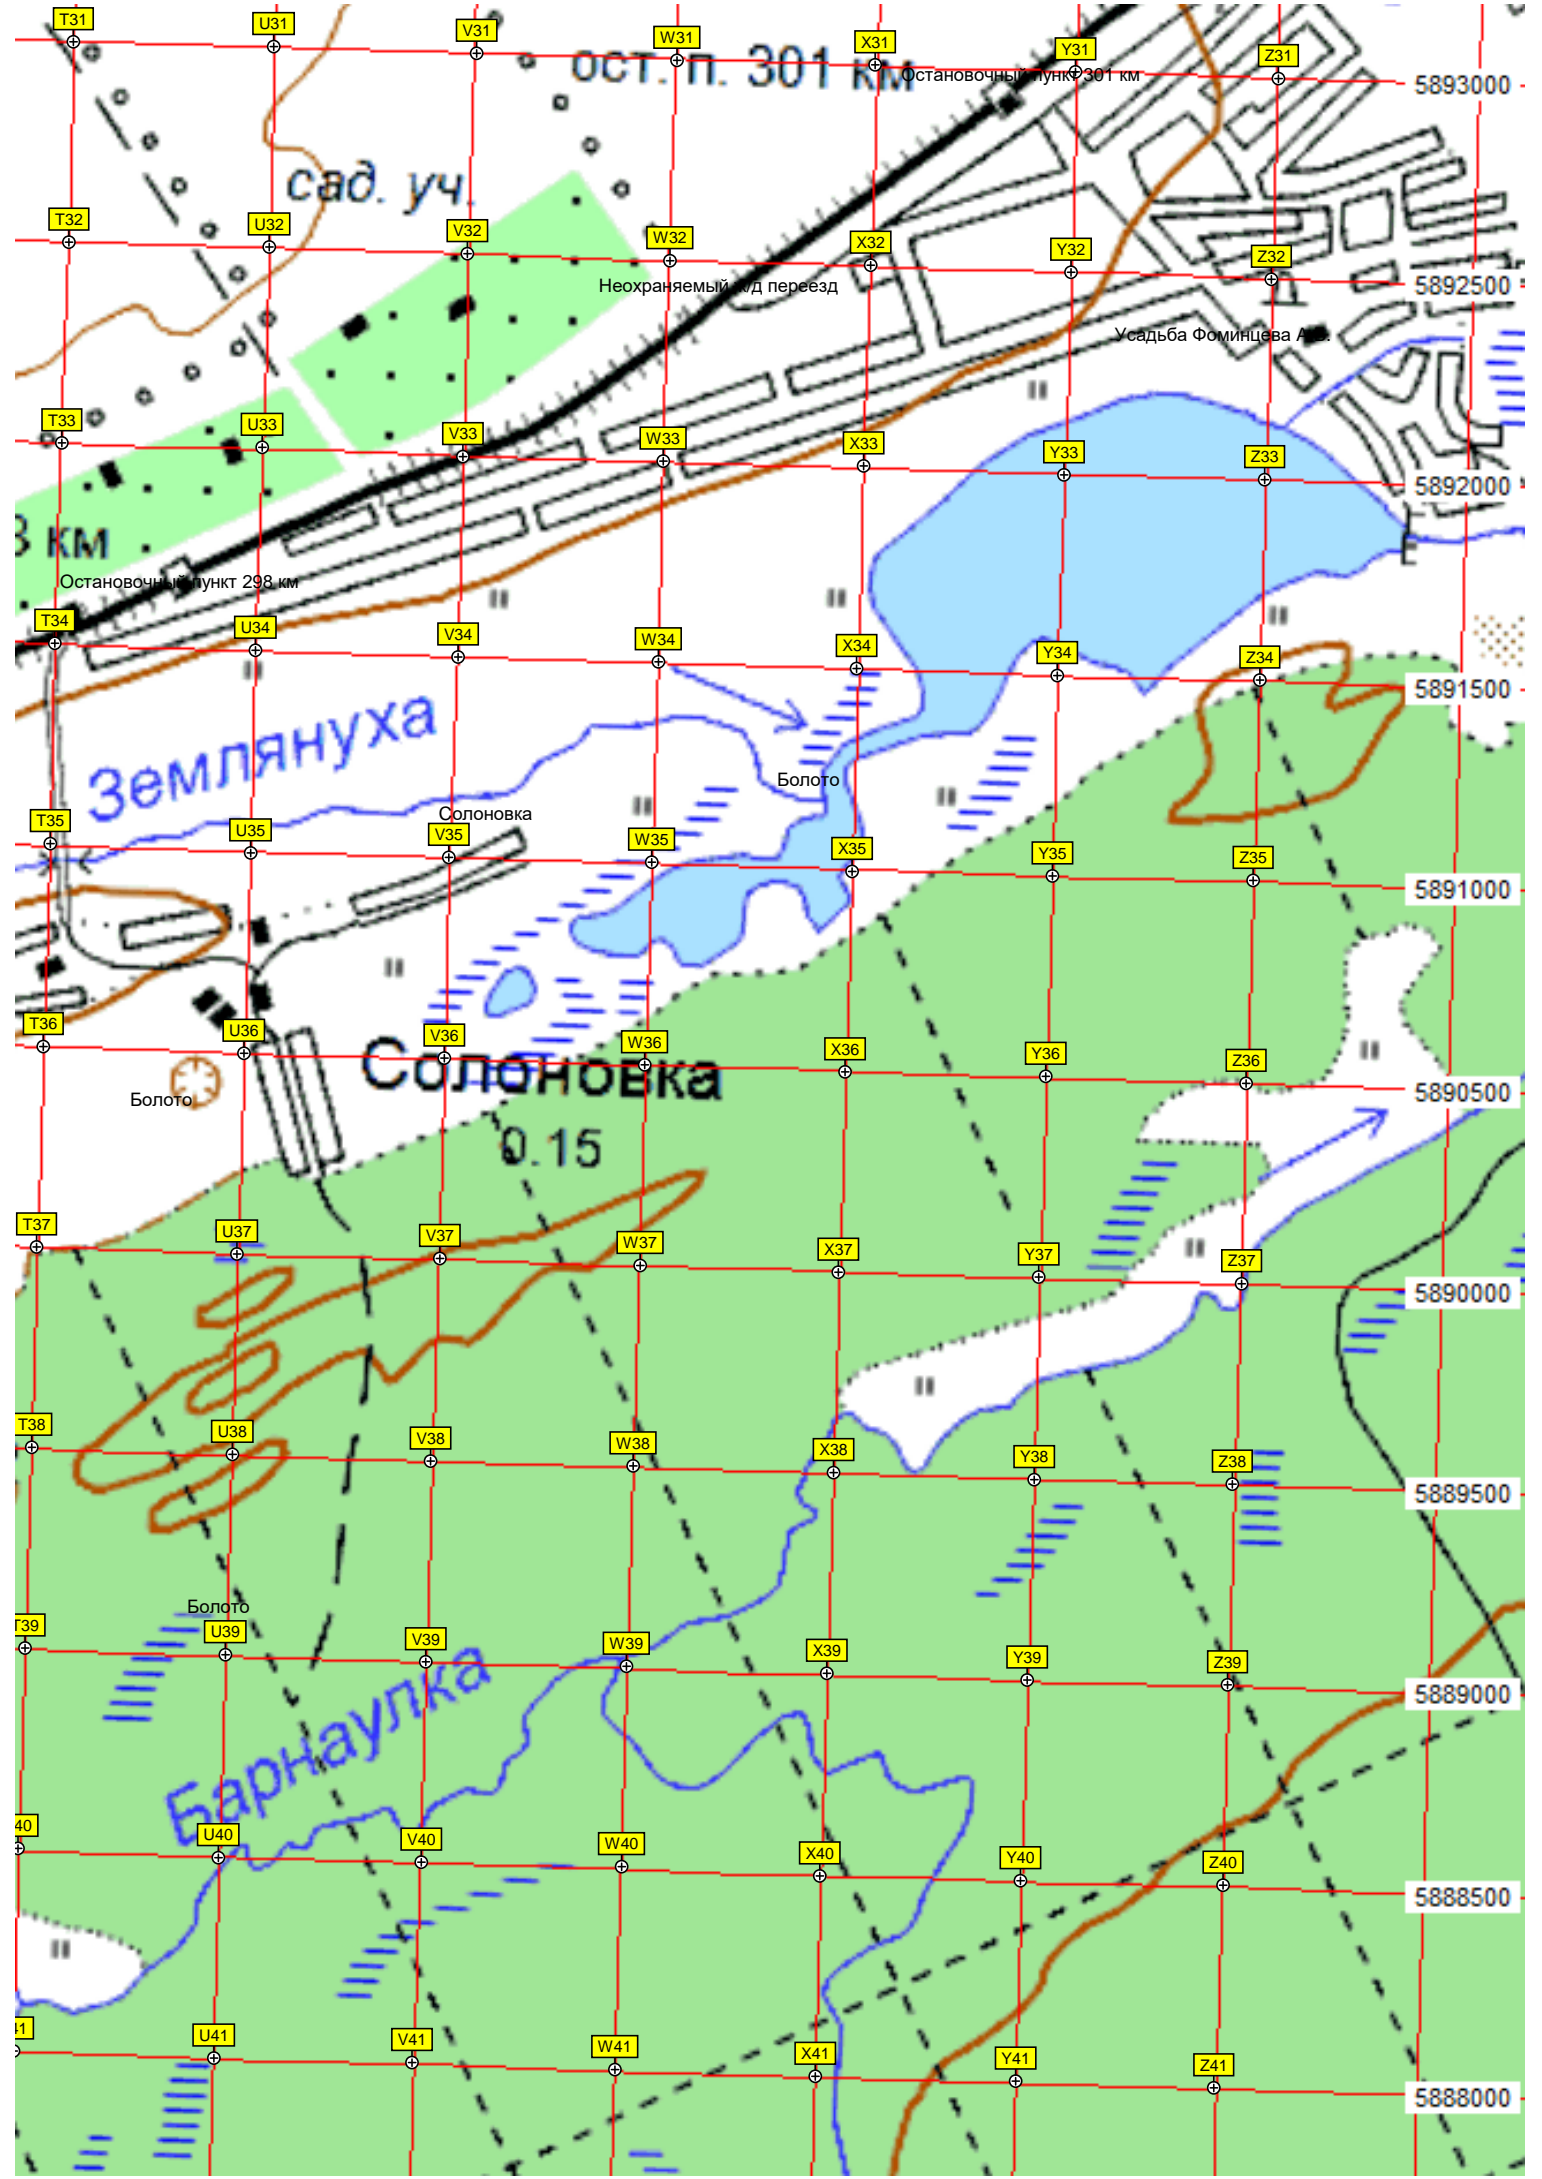 T31 U31 V31 W31 X31 Y31 Z31
ост. п. 301 км
Остановочный пункт 301 км
5893000
сад. уч.
T32 U32 V32 W32 X32 Y32 Z32
Неохраняемый ж/д переезд
5892500
Усадьба Фоминцева А.В.
T33 U33 V33 W33 X33 Y33 Z33
5892000
8 км
Остановочный пункт 298 км
T34 U34 V34 W34 X34 Y34 Z34
5891500
Землянуха
Болото
Солоновка
T35 U35 V35 W35 X35 Y35 Z35
5891000
T36 U36 V36 W36 X36 Y36 Z36
Солоновка
5890500
Болото
0.15
T37 U37 V37 W37 X37 Y37 Z37
5890000
T38 U38 V38 W38 X38 Y38 Z38
5889500
Болото
T39 U39 V39 W39 X39 Y39 Z39
5889000
Барнаулка
40 U40 V40 W40 X40 Y40 Z40
5888500
41 U41 V41 W41 X41 Y41 Z41
5888000